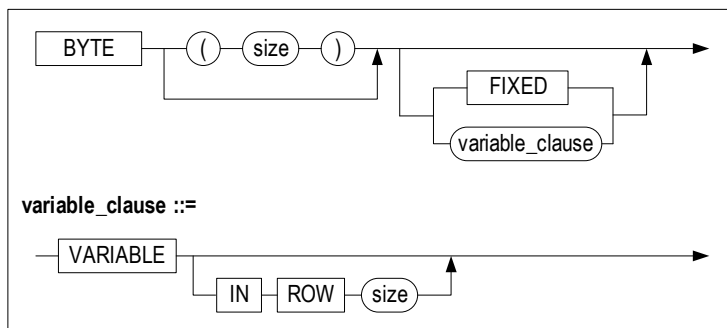 BYTE ( size )
FIXED
variable_clause
variable_clause ::=
VARIABLE
IN ROW size